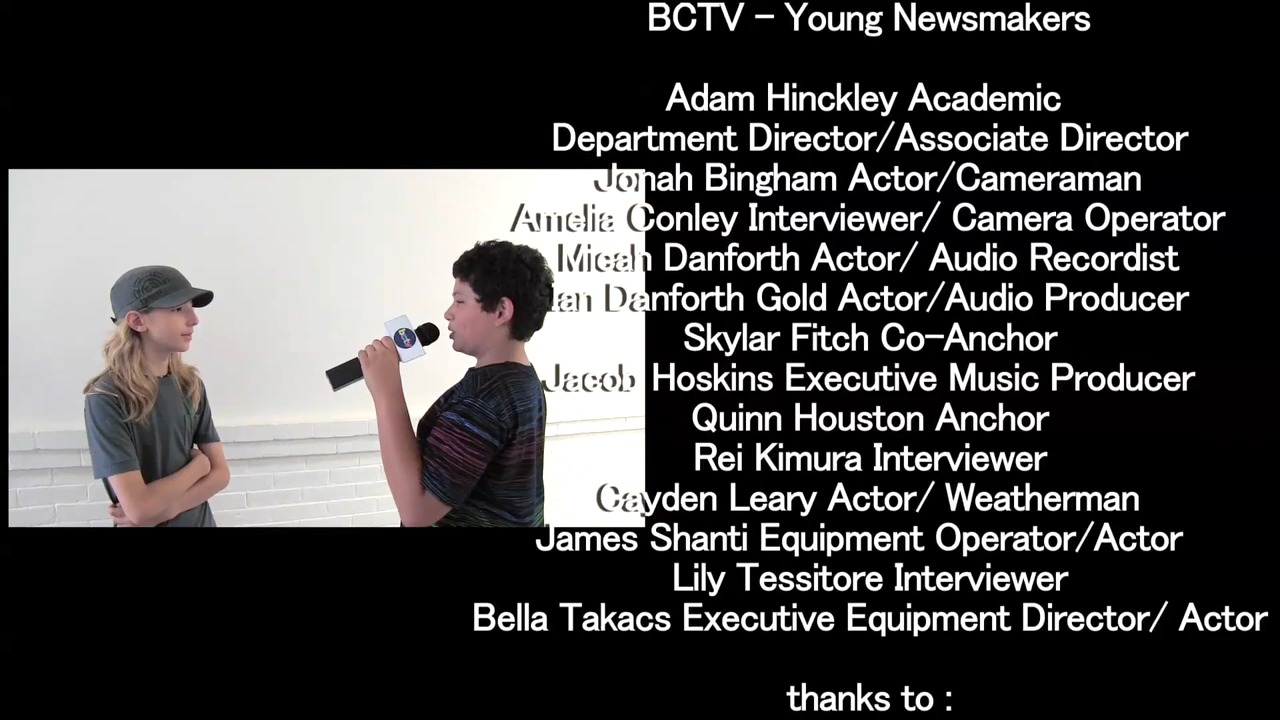 BCTV - Young Newsmakers
Adam Hinckley Academic
Department Director/Associate Director
Jonah Bingham Actor/Cameraman
Amelia Conley Interviewer/ Camera Operator
Micah Danforth Actor/ Audio Recordist
Danforth Gold Actor/Audio Producer
Skylar Fitch Co-Anchor
Jacob Hoskins Executive Music Producer
Quinn Houston Anchor
Rei Kimura Interviewer
Cayden Leary Actor/ Weatherman
James Shanti Equipment Operator/Actor
Lily Tessitore Interviewer
Bella Takacs Executive Equipment Director/ Actor
thanks to :